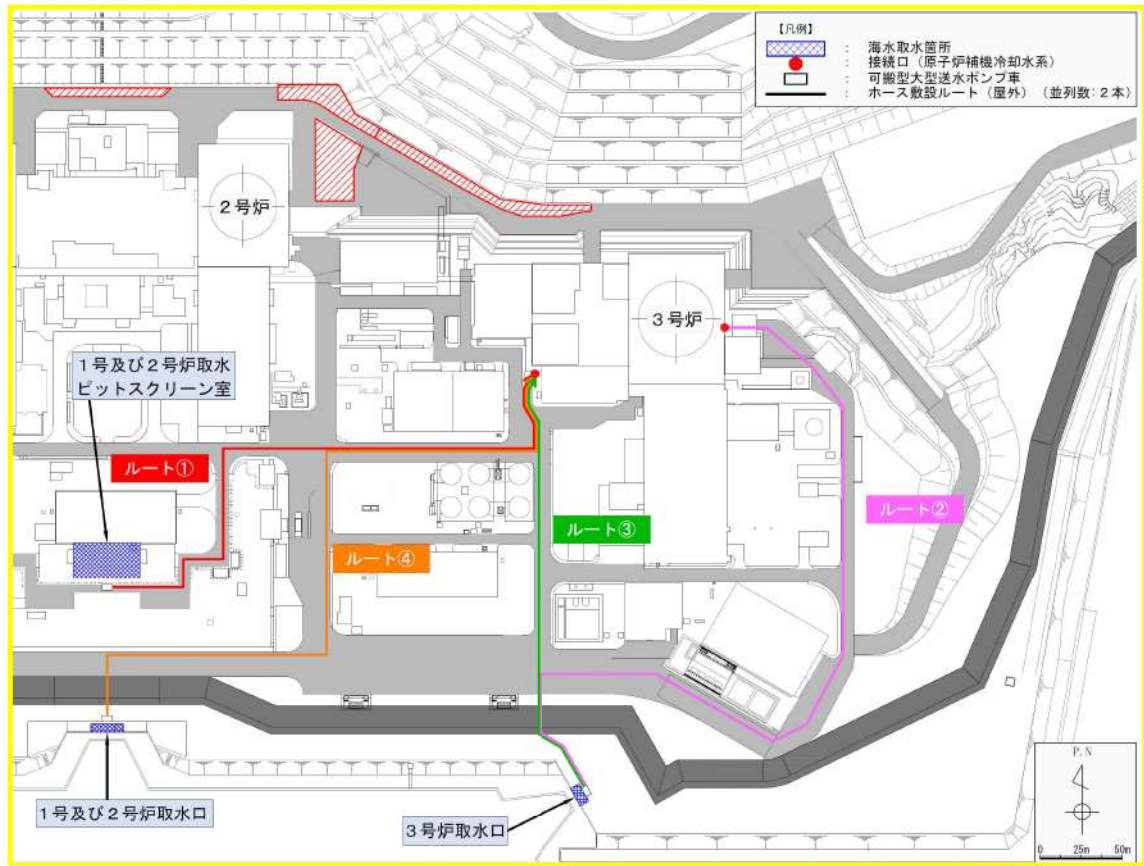 【凡例】
： 海水取水箇所
： 接続口（原子炉補機冷却水系）
： 可搬型大型送水ポンプ車
： ホース敷設ルート（屋外）（並列数：２本）
２号炉
３号炉
１号及び２号炉取水
ピットスクリーン室
ルート①
ルート②
ルート③
ルート④
１号及び２号炉取水口
３号炉取水口
P.N
0 25m 50m